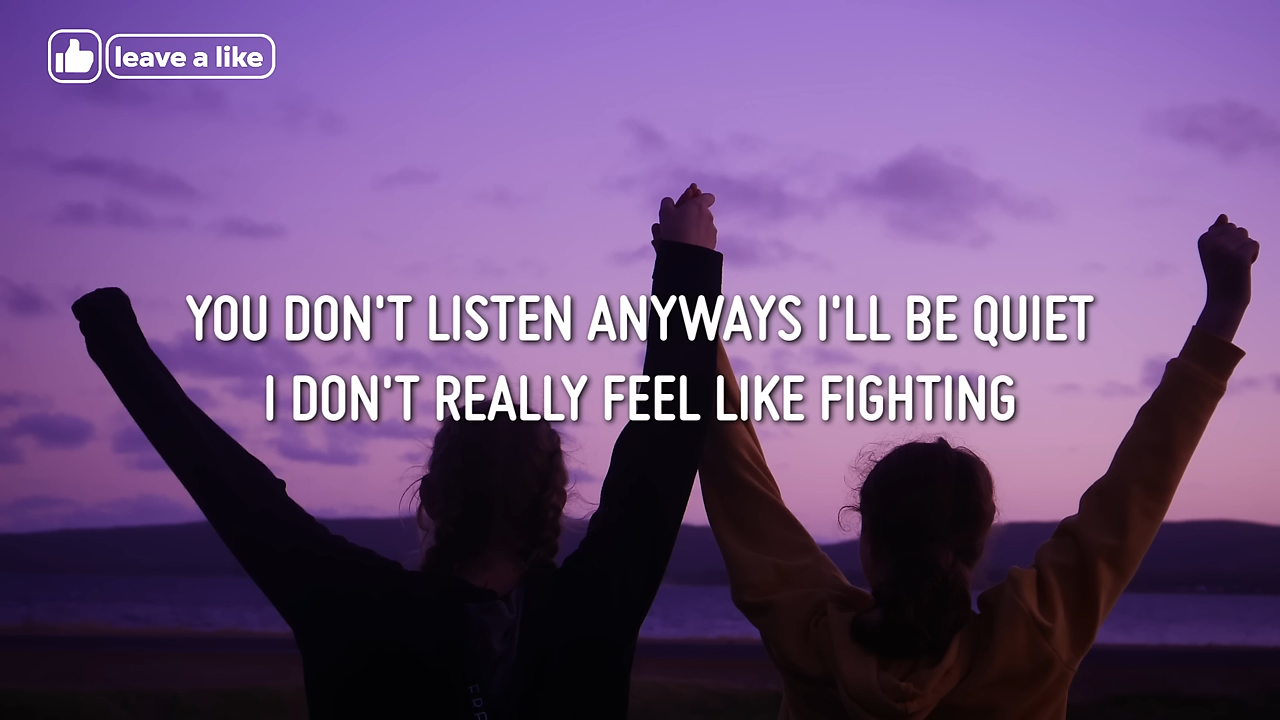 leave a like
YOU DON'T LISTEN ANYWAYS I'LL BE QUIET
I DON'T REALLY FEEL LIKE FIGHTING